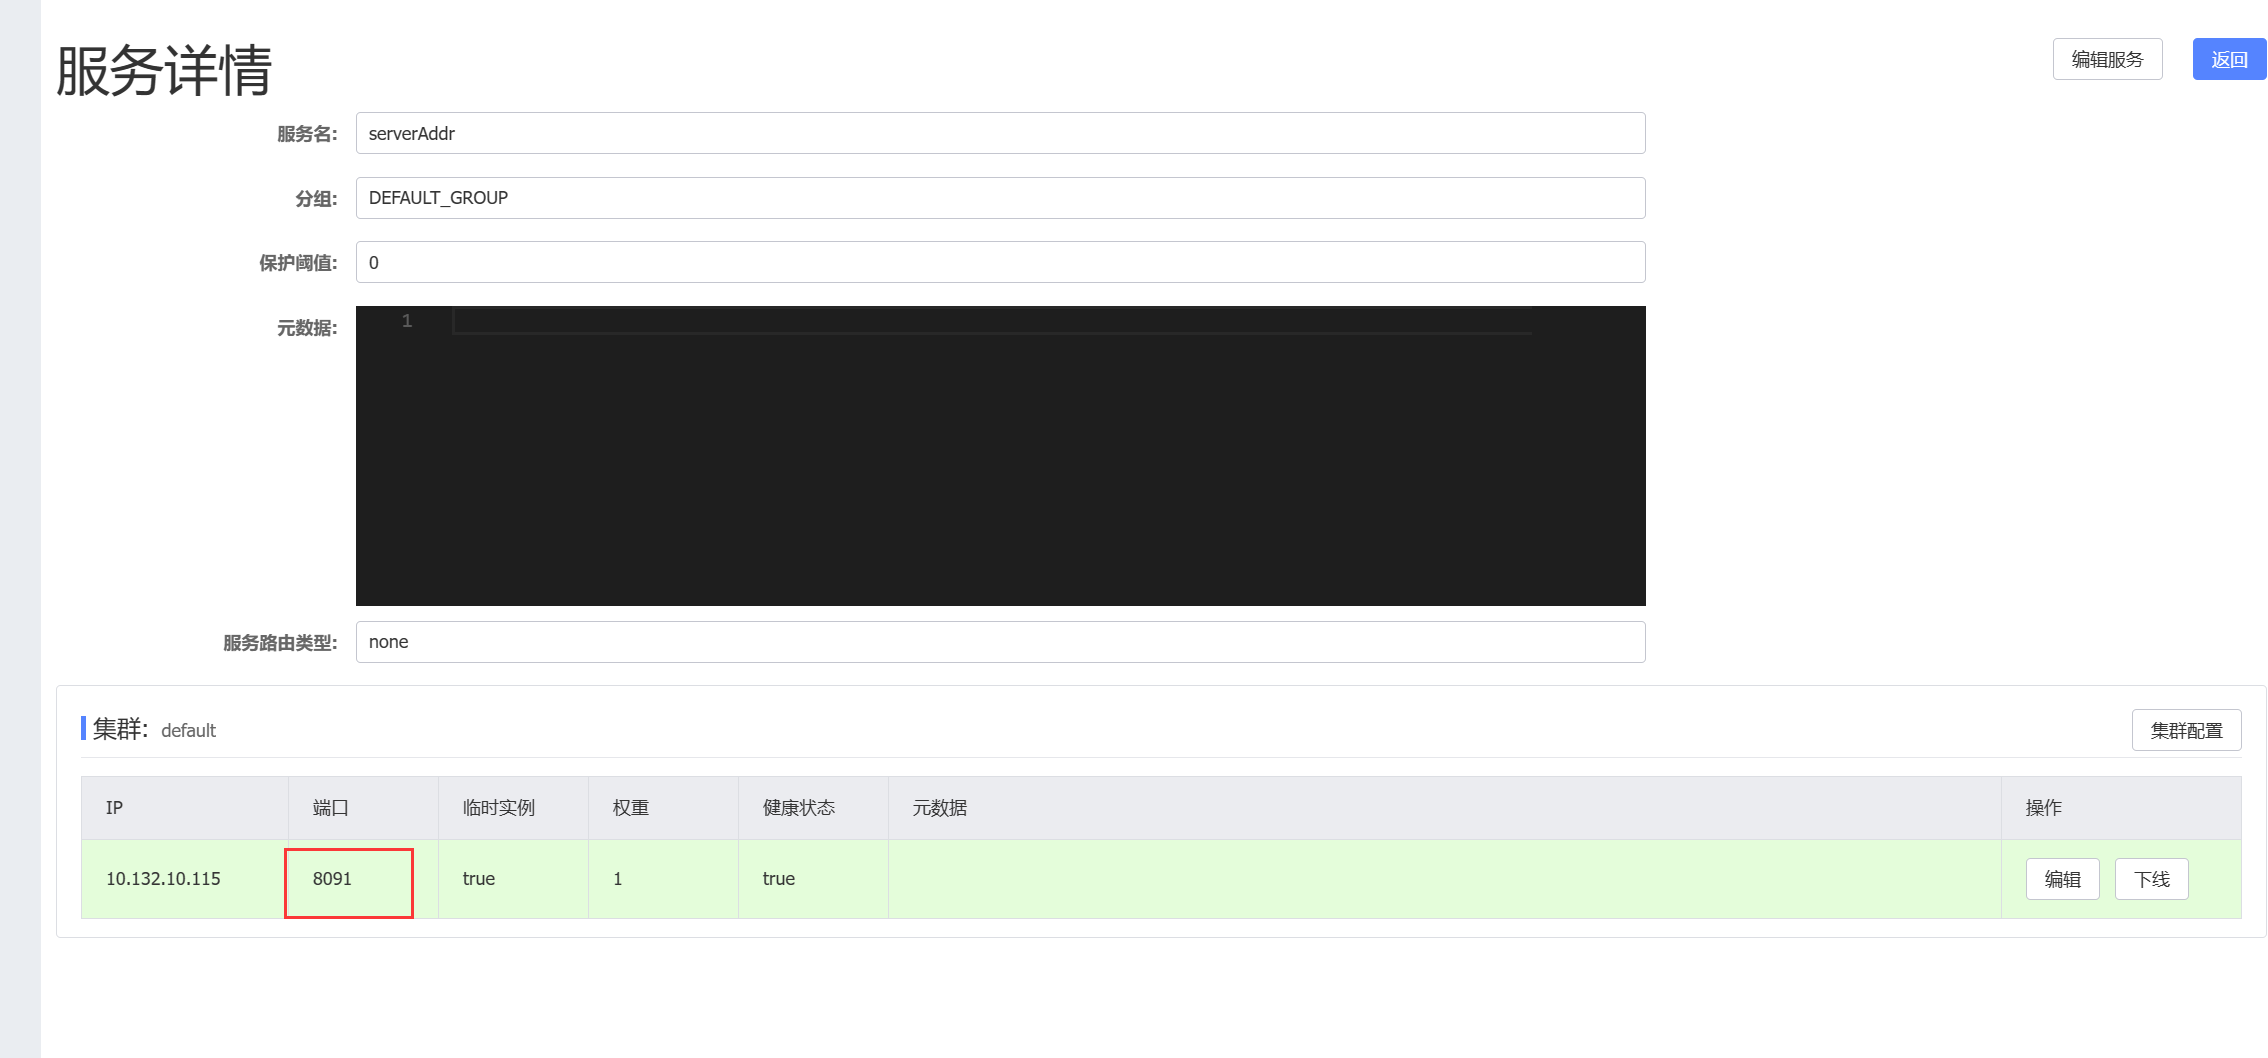 服务详情
编辑服务
返回
服务名:
serverAddr
分组:
DEFAULT_GROUP
保护阈值:
0
元数据:
1
服务路由类型:
none
集群:
default
集群配置
IP
端口
临时实例
权重
健康状态
元数据
操作
10.132.10.115
8091
true
1
true
编辑
下线